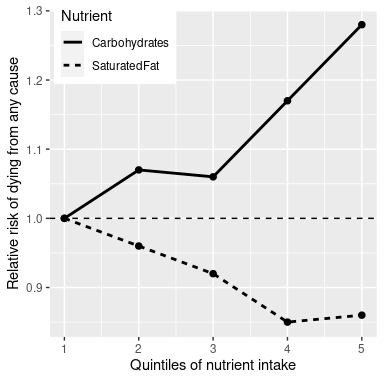 Nutrient
Carbohydrates
SaturatedFat
Relative risk of dying from any cause
1.3
1.2
1.1
1.0
0.9
1 2 3 4 5
Quintiles of nutrient intake